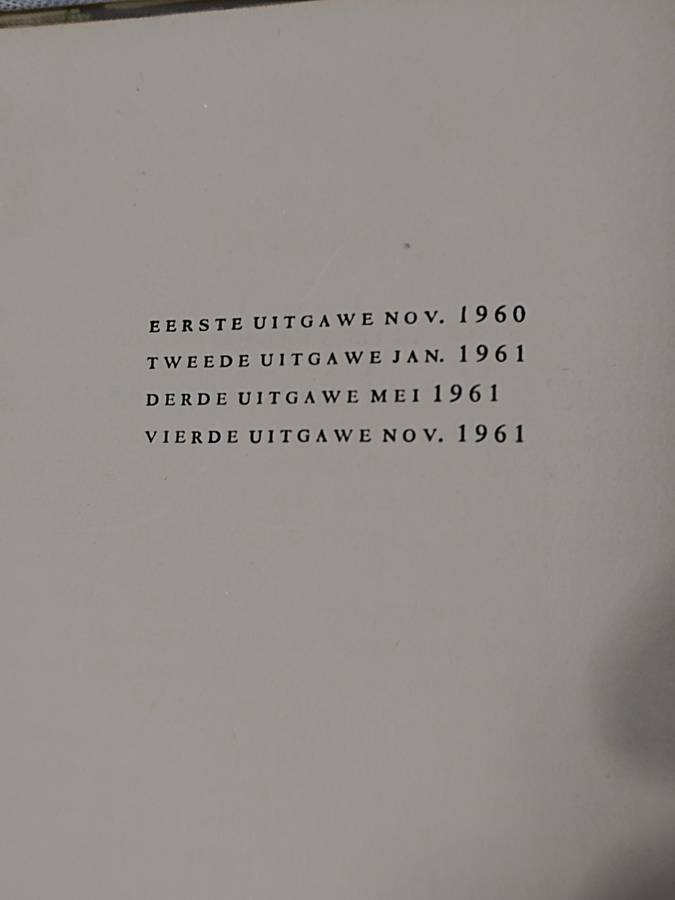 EERSTE UITGAWE NOV. 1960
TWEEDE UITGAWE JAN. 1961
DERDE UITGAWE MEI 1961
VIERDE UITGAWE NOV. 1961